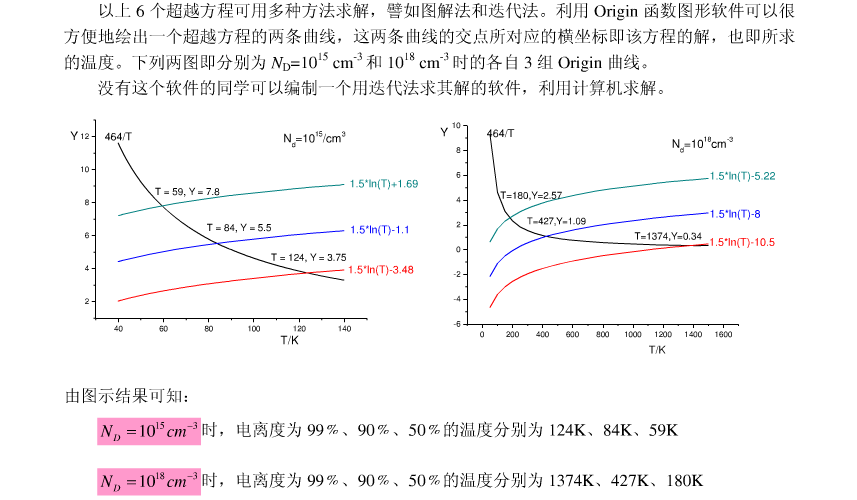 以上 6 个超越方程可用多种方法求解，譬如图解法和迭代法。利用 Origin 函数图形软件可以很
方便地绘出一个超越方程的两条曲线，这两条曲线的交点所对应的横坐标即该方程的解，也即所求
的温度。下列两图即分别为 N_D=10^15 cm^-3 和 10^18 cm^-3 时的各自 3 组 Origin 曲线。
没有这个软件的同学可以编制一个用迭代法求其解的软件，利用计算机求解。
Y
12
10
8
6
4
2
40 60 80 100 120 140
T/K
464/T
N_d=10^15/cm^3
1.5*ln(T)+1.69
T = 59, Y = 7.8
T = 84, Y = 5.5
1.5*ln(T)-1.1
T = 124, Y = 3.75
1.5*ln(T)-3.48
Y
10
8
6
4
2
0
-2
-4
-6
0 200 400 600 800 1000 1200 1400 1600
T/K
464/T
N_d=10^18cm^-3
1.5*ln(T)-5.22
T=180,Y=2.57
1.5*ln(T)-8
T=427,Y=1.09
T=1374,Y=0.34
1.5*ln(T)-10.5
由图示结果可知：
N_D = 10^15 cm^-3 时，电离度为 99％、90％、50％的温度分别为 124K、84K、59K
N_D = 10^18 cm^-3 时，电离度为 99％、90％、50％的温度分别为 1374K、427K、180K